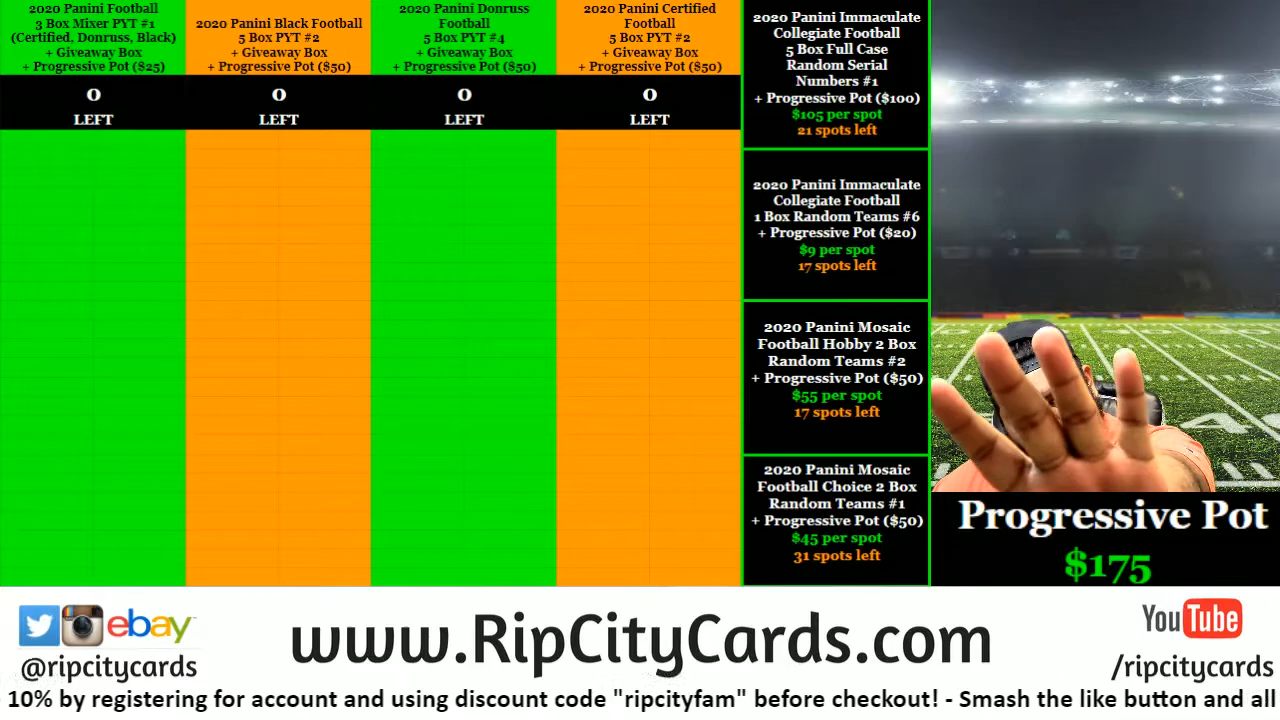 2020 Panini Football
3 Box Mixer PYT #1
(Certified, Donruss, Black)
+ Giveaway Box
+ Progressive Pot ($25)
0
LEFT
2020 Panini Black Football
5 Box PYT #2
+ Giveaway Box
+ Progressive Pot ($50)
0
LEFT
2020 Panini Donruss
Football
5 Box PYT #4
+ Giveaway Box
+ Progressive Pot ($50)
0
LEFT
2020 Panini Certified
Football
5 Box PYT #2
+ Giveaway Box
+ Progressive Pot ($50)
0
LEFT
2020 Panini Immaculate
Collegiate Football
5 Box Full Case
Random Serial
Numbers #1
+ Progressive Pot ($100)
$105 per spot
21 spots left
2020 Panini Immaculate
Collegiate Football
1 Box Random Teams #6
+ Progressive Pot ($20)
$9 per spot
17 spots left
2020 Panini Mosaic
Football Hobby 2 Box
Random Teams #2
+ Progressive Pot ($50)
$55 per spot
17 spots left
2020 Panini Mosaic
Football Choice 2 Box
Random Teams #1
+ Progressive Pot ($50)
$45 per spot
31 spots left
Progressive Pot
$175
ebay
@ripcitycards
www.RipCityCards.com
YouTube
/ripcitycards
10% by registering for account and using discount code "ripcityfam" before checkout! - Smash the like button and all